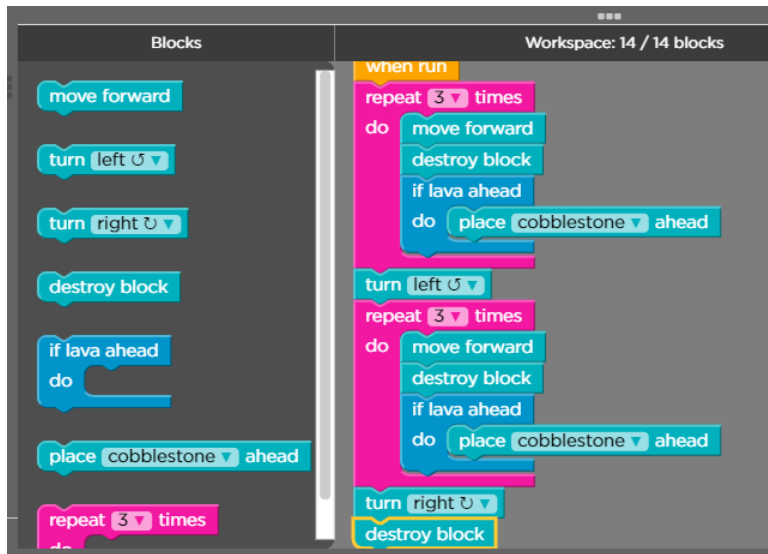 Blocks
Workspace: 14 / 14 blocks
move forward
turn left ↺ ▼
turn right ↻ ▼
destroy block
if lava ahead
do
place cobblestone ▼ ahead
repeat 3 ▼ times
do
when run
repeat 3 ▼ times
do move forward
destroy block
if lava ahead
do place cobblestone ▼ ahead
turn left ↺ ▼
repeat 3 ▼ times
do move forward
destroy block
if lava ahead
do place cobblestone ▼ ahead
turn right ↻ ▼
destroy block